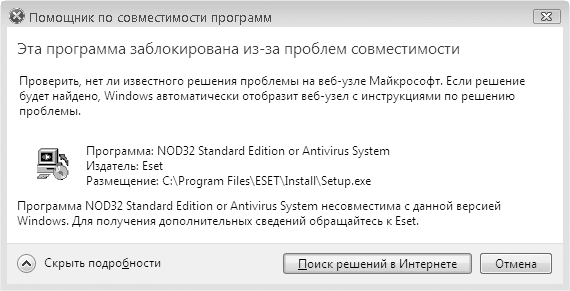 Помощник по совместимости программ
Эта программа заблокирована из-за проблем совместимости
Проверить, нет ли известного решения проблемы на веб-узле Майкрософт. Если решение
будет найдено, Windows автоматически отобразит веб-узел с инструкциями по решению
проблемы.
Программа: NOD32 Standard Edition or Antivirus System
Издатель: Eset
Размещение: C:\Program Files\ESET\Install\Setup.exe
Программа NOD32 Standard Edition or Antivirus System несовместима с данной версией
Windows. Для получения дополнительных сведений обращайтесь к Eset.
Скрыть подробности
Поиск решений в Интернете
Отмена